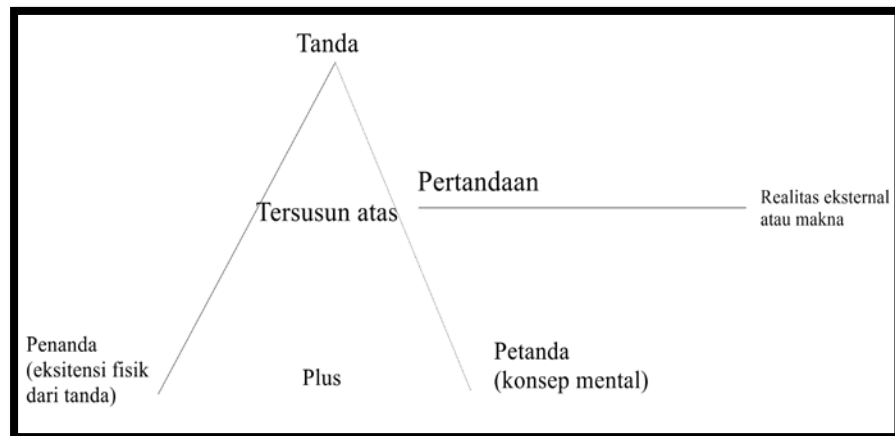 Tanda
Pertandaan
Tersusun atas
Realitas eksternal
atau makna
Penanda
(eksitensi fisik
dari tanda)
Plus
Petanda
(konsep mental)